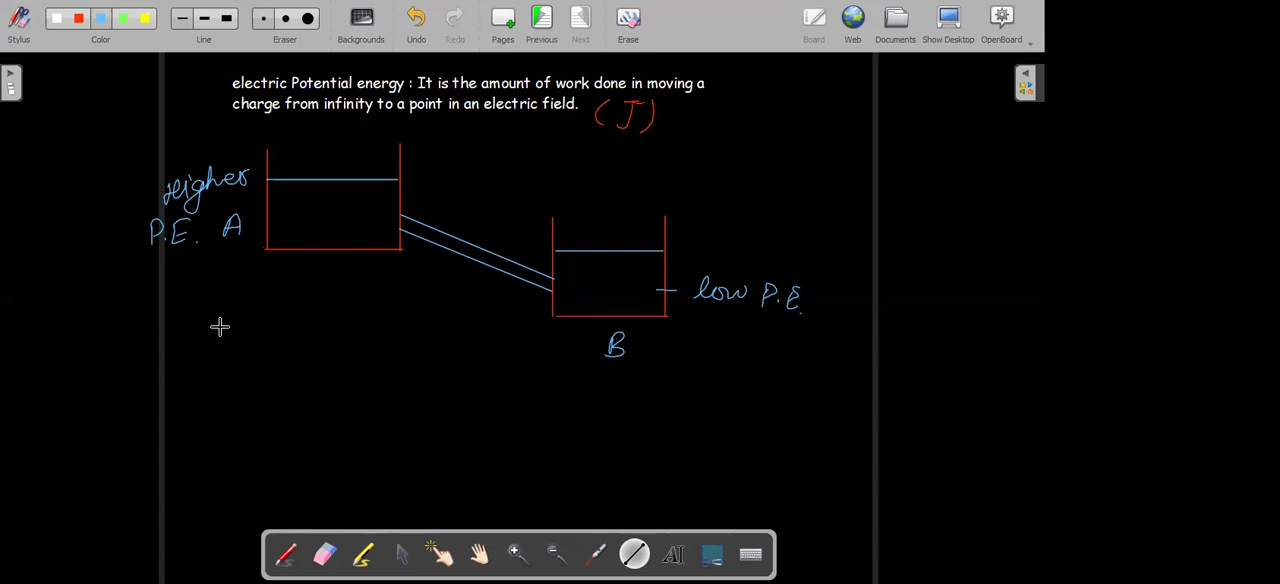 Stylus
Color
Line
Eraser
Backgrounds
Undo
Redo
Pages
Previous
Next
Erase
Board
Web
Documents
Show Desktop
OpenBoard
electric Potential energy : It is the amount of work done in moving a
charge from infinity to a point in an electric field. (J)
Higher
P.E. A
low P.E.
B
AI